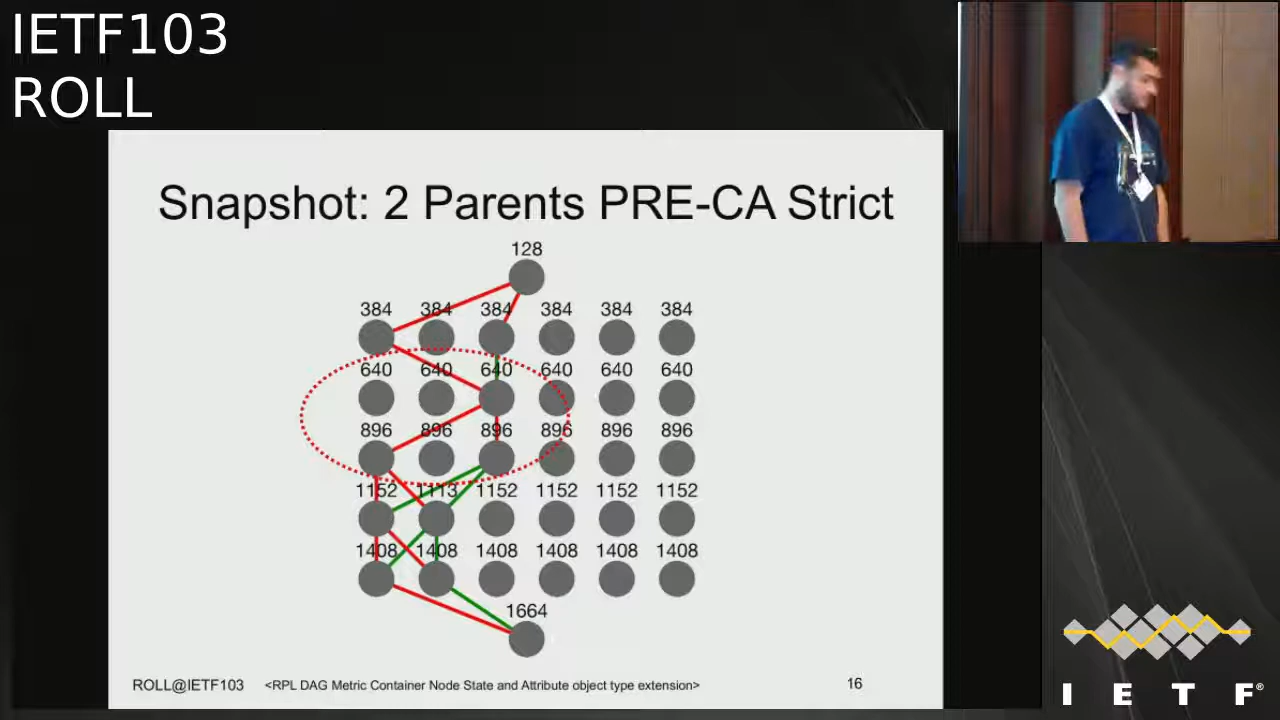 IETF103
ROLL
Snapshot: 2 Parents PRE-CA Strict
128
384 384 384 384 384 384
640 640 640 640 640 640
896 896 896 896 896 896
1152 1113 1152 1152 1152 1152
1408 1408 1408 1408 1408 1408
1664
ROLL@IETF103 <RPL DAG Metric Container Node State and Attribute object type extension> 16
I E T F®